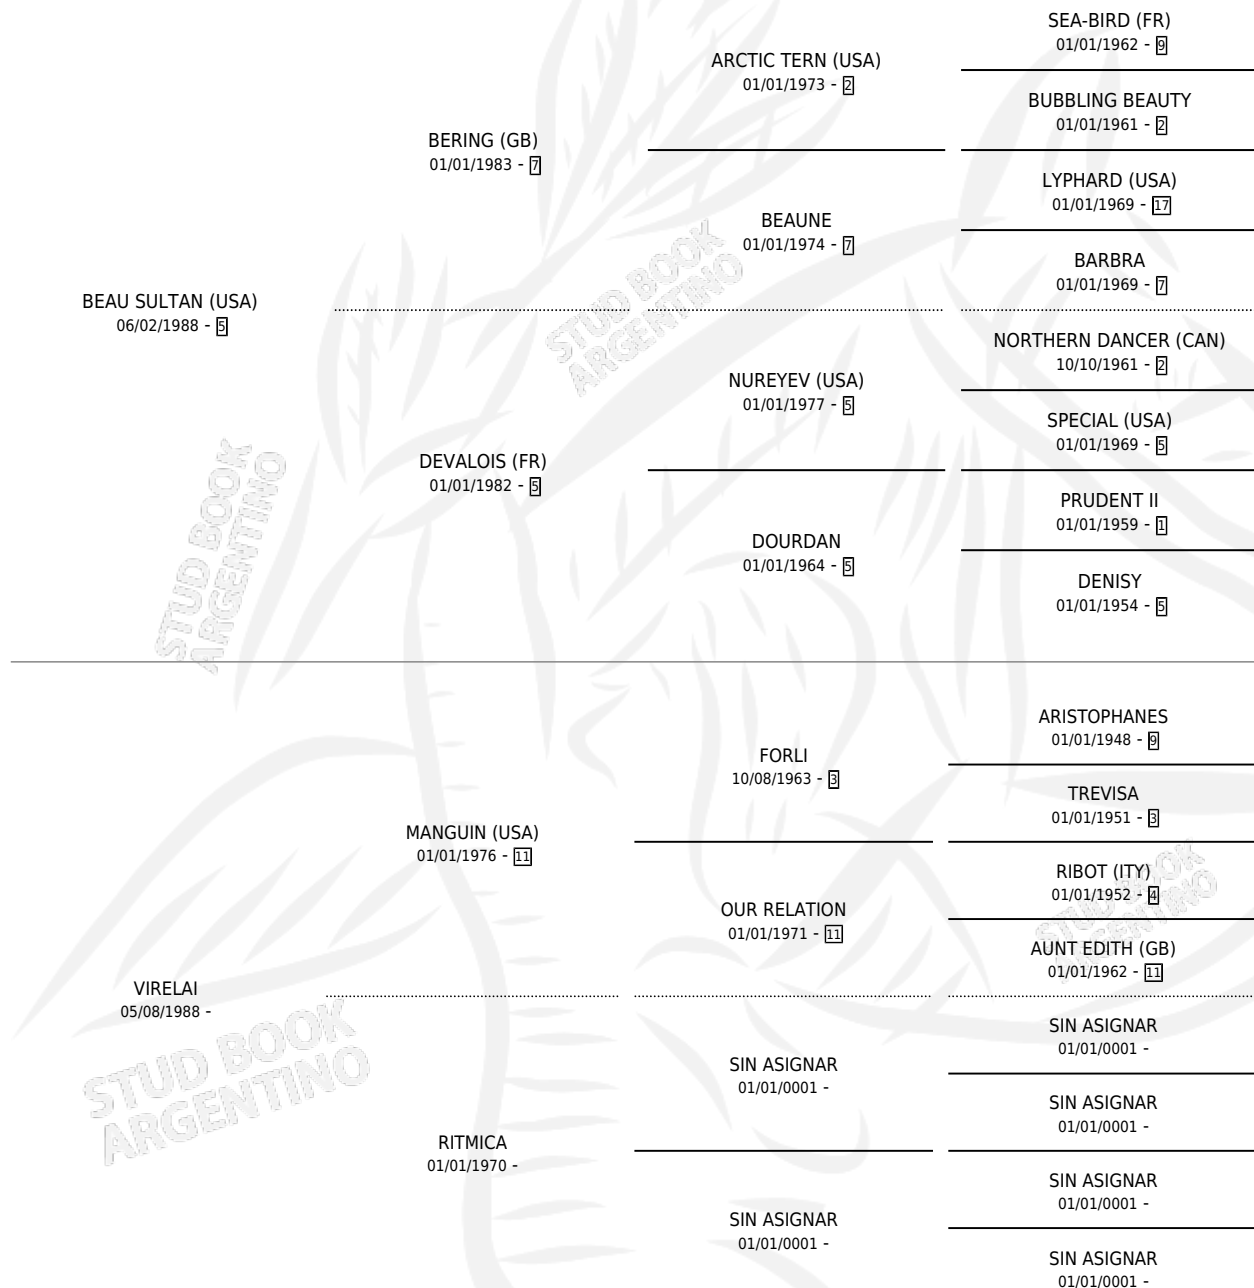 SEA-BIRD (FR)
01/01/1962 - 9
ARCTIC TERN (USA)
01/01/1973 - 2
BUBBLING BEAUTY
01/01/1961 - 2
BERING (GB)
01/01/1983 - 7
LYPHARD (USA)
01/01/1969 - 17
BEAUNE
01/01/1974 - 7
BARBRA
01/01/1969 - 7
BEAU SULTAN (USA)
06/02/1988 - 5
NORTHERN DANCER (CAN)
10/10/1961 - 2
NUREYEV (USA)
01/01/1977 - 5
SPECIAL (USA)
01/01/1969 - 5
DEVALOIS (FR)
01/01/1982 - 5
PRUDENT II
01/01/1959 - 1
DOURDAN
01/01/1964 - 5
DENISY
01/01/1954 - 5
ARISTOPHANES
01/01/1948 - 9
FORLI
10/08/1963 - 3
TREVISA
01/01/1951 - 3
MANGUIN (USA)
01/01/1976 - 11
RIBOT (ITY)
01/01/1952 - 4
OUR RELATION
01/01/1971 - 11
AUNT EDITH (GB)
01/01/1962 - 11
VIRELAI
05/08/1988 -
SIN ASIGNAR
01/01/0001 -
SIN ASIGNAR
01/01/0001 -
SIN ASIGNAR
01/01/0001 -
RITMICA
01/01/1970 -
SIN ASIGNAR
01/01/0001 -
SIN ASIGNAR
01/01/0001 -
SIN ASIGNAR
01/01/0001 -
STUD BOOK
ARGENTINO
STUD BOOK
ARGENTINO
STUD BOOK
ARGENTINO
STUD BOOK
ARGENTINO